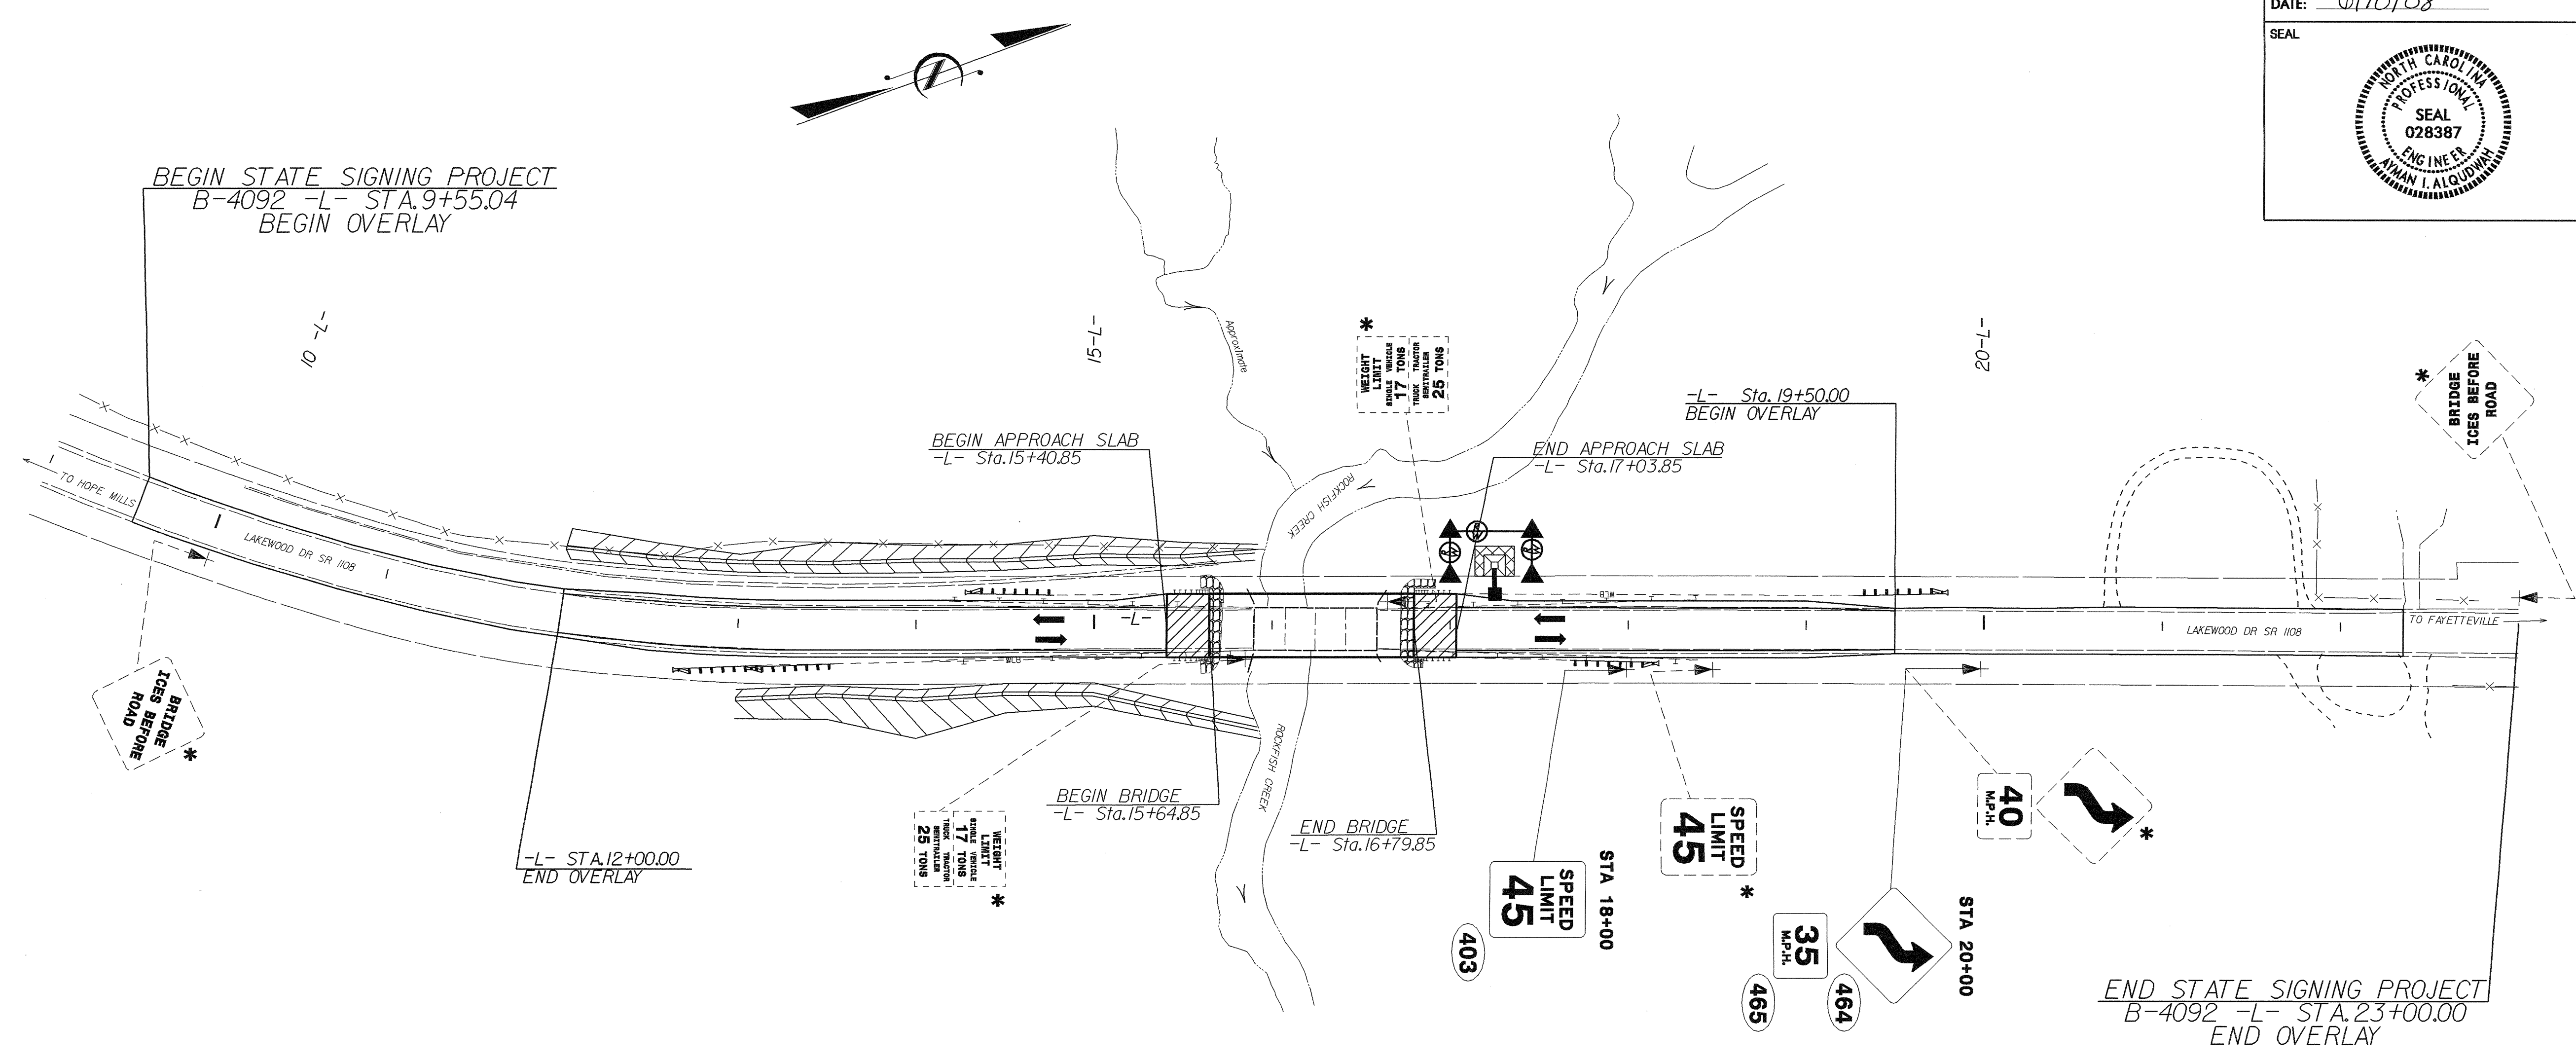 DATE:
SEAL
NORTH CAROLINA
PROFESSIONAL
SEAL
028387
ENGINEER
AYMAN I. ALQUDWAH
BEGIN STATE SIGNING PROJECT
B-4092 -L- STA.9+55.04
BEGIN OVERLAY
10 -L-
15-L-
20-L-
Approximate
*
WEIGHT
LIMIT
SINGLE VEHICLE
17 TONS
TRUCK TRACTOR
SEMITRAILER
25 TONS
-L- Sta. 19+50.00
BEGIN OVERLAY
*
BRIDGE
ICES BEFORE
ROAD
BEGIN APPROACH SLAB
-L- Sta.15+40.85
END APPROACH SLAB
-L- Sta.17+03.85
ROCKFISH CREEK
TO HOPE MILLS
LAKEWOOD DR SR 1108
-L-
WLB
WLB
LAKEWOOD DR SR 1108
TO FAYETTEVILLE
BRIDGE
ICES BEFORE
ROAD
*
ROCKFISH CREEK
BEGIN BRIDGE
-L- Sta.15+64.85
END BRIDGE
-L- Sta.16+79.85
-L- STA.12+00.00
END OVERLAY
WEIGHT
LIMIT
SINGLE VEHICLE
17 TONS
TRUCK TRACTOR
SEMITRAILER
25 TONS
*
SPEED
LIMIT
45
STA 18+00
403
SPEED
LIMIT
45
*
40
M.P.H.
*
35
M.P.H.
STA 20+00
465
464
END STATE SIGNING PROJECT
B-4092 -L- STA.23+00.00
END OVERLAY